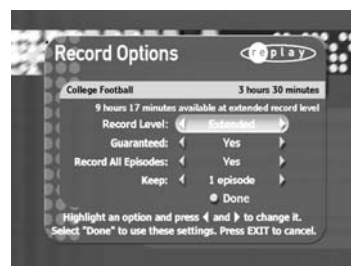 Record Options
replay
College Football 3 hours 30 minutes
9 hours 17 minutes available at extended record level
Record Level: Extended
Guaranteed: Yes
Record All Episodes: Yes
Keep: 1 episode
Done
Highlight an option and press ◀ and ▶ to change it.
Select "Done" to use these settings. Press EXIT to cancel.